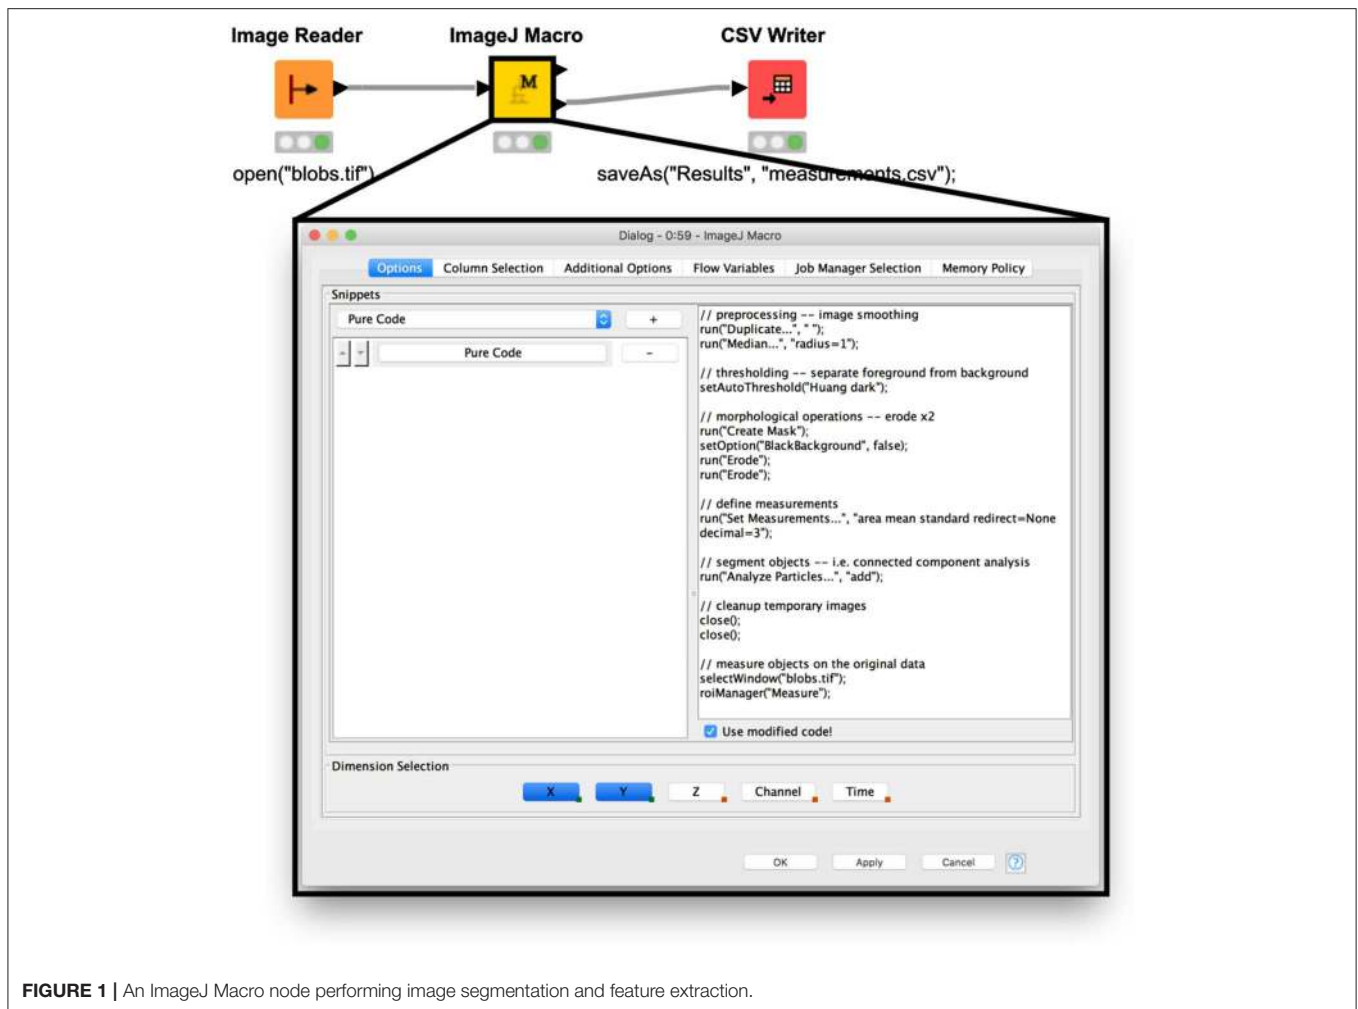 Image Reader
ImageJ Macro
CSV Writer
M
open("blobs.tif")
saveAs("Results", "measurements.csv");
Dialog - 0:59 - ImageJ Macro
Options
Column Selection
Additional Options
Flow Variables
Job Manager Selection
Memory Policy
Snippets
Pure Code
+
Pure Code
-
// preprocessing -- image smoothing
run("Duplicate...", " ");
run("Median...", "radius=1");
// thresholding -- separate foreground from background
setAutoThreshold("Huang dark");
// morphological operations -- erode x2
run("Create Mask");
setOption("BlackBackground", false);
run("Erode");
run("Erode");
// define measurements
run("Set Measurements...", "area mean standard redirect=None
decimal=3");
// segment objects -- i.e. connected component analysis
run("Analyze Particles...", "add");
// cleanup temporary images
close();
close();
// measure objects on the original data
selectWindow("blobs.tif");
roiManager("Measure");
Use modified code!
Dimension Selection
X
Y
Z
Channel
Time
OK
Apply
Cancel
?
FIGURE 1 | An ImageJ Macro node performing image segmentation and feature extraction.